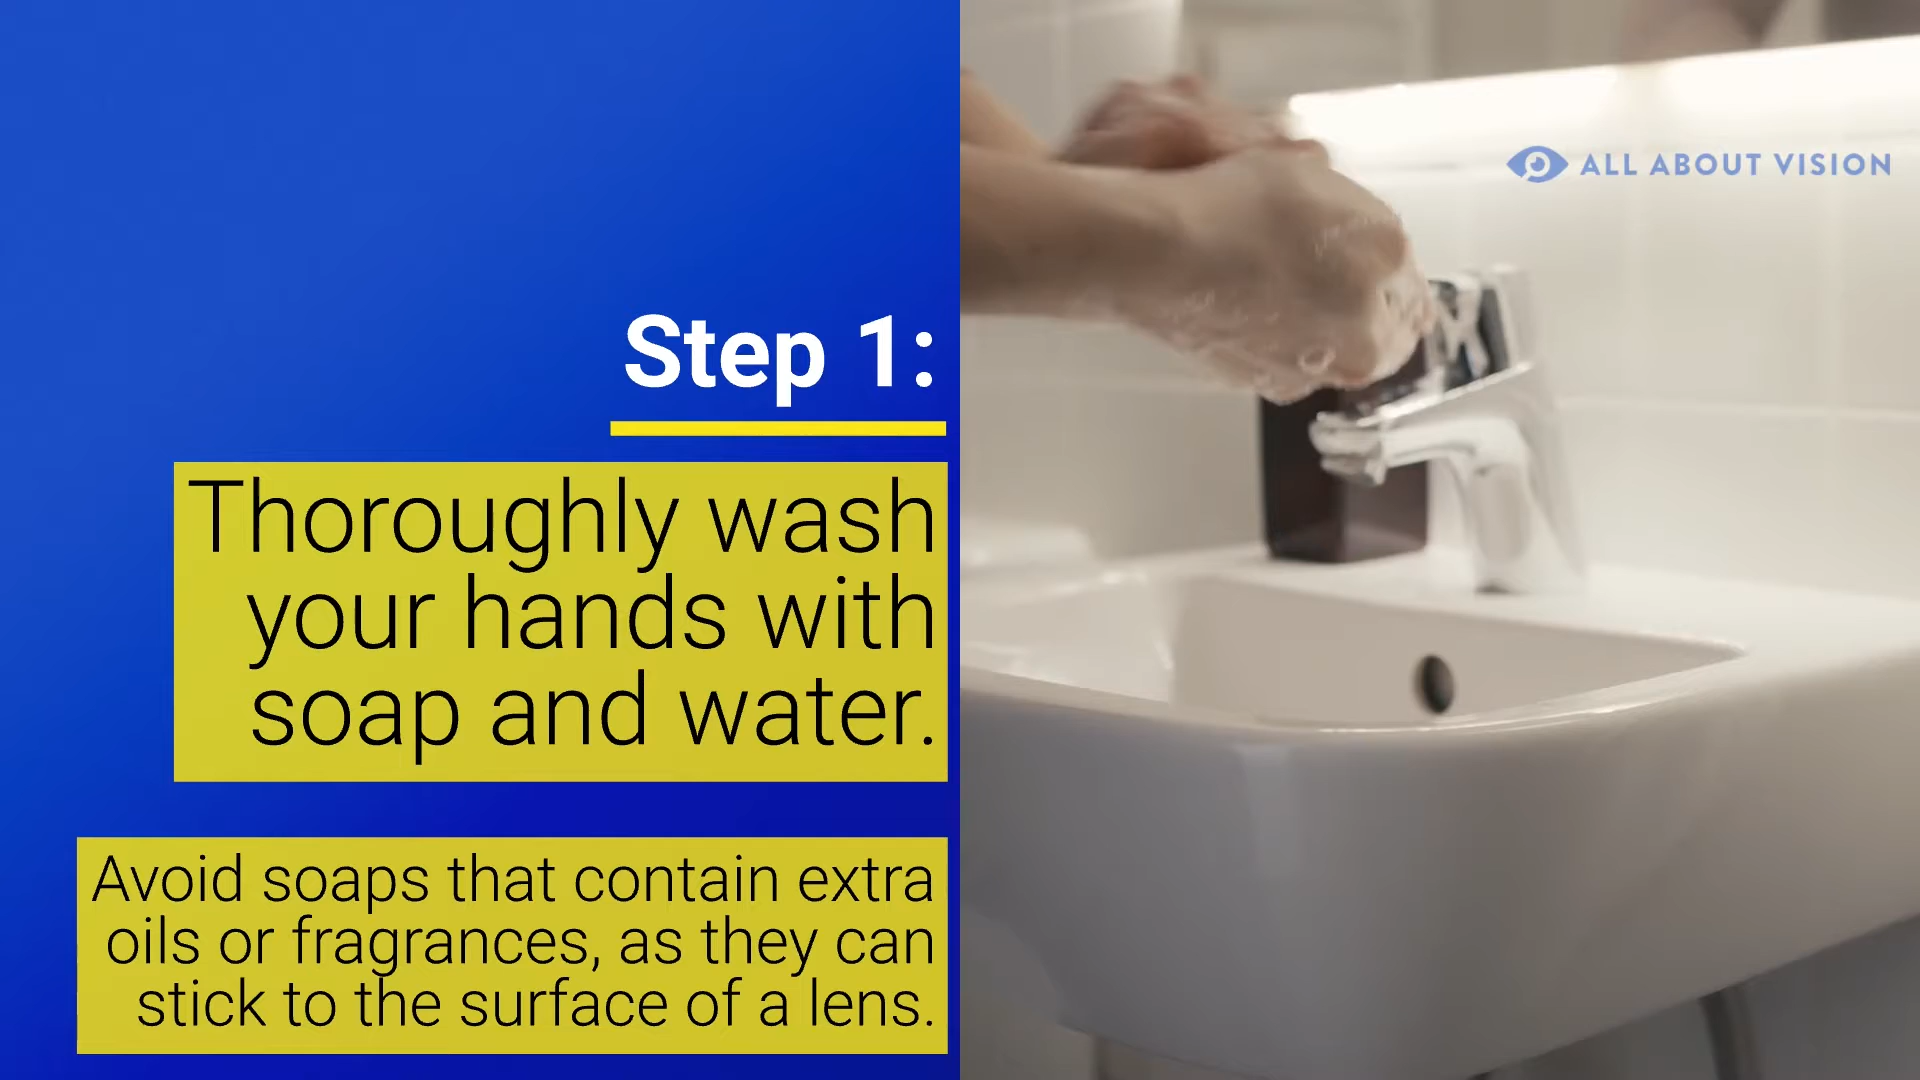 Step 1:
Thoroughly wash
your hands with
soap and water.
Avoid soaps that contain extra
oils or fragrances, as they can
stick to the surface of a lens.
ALL ABOUT VISION